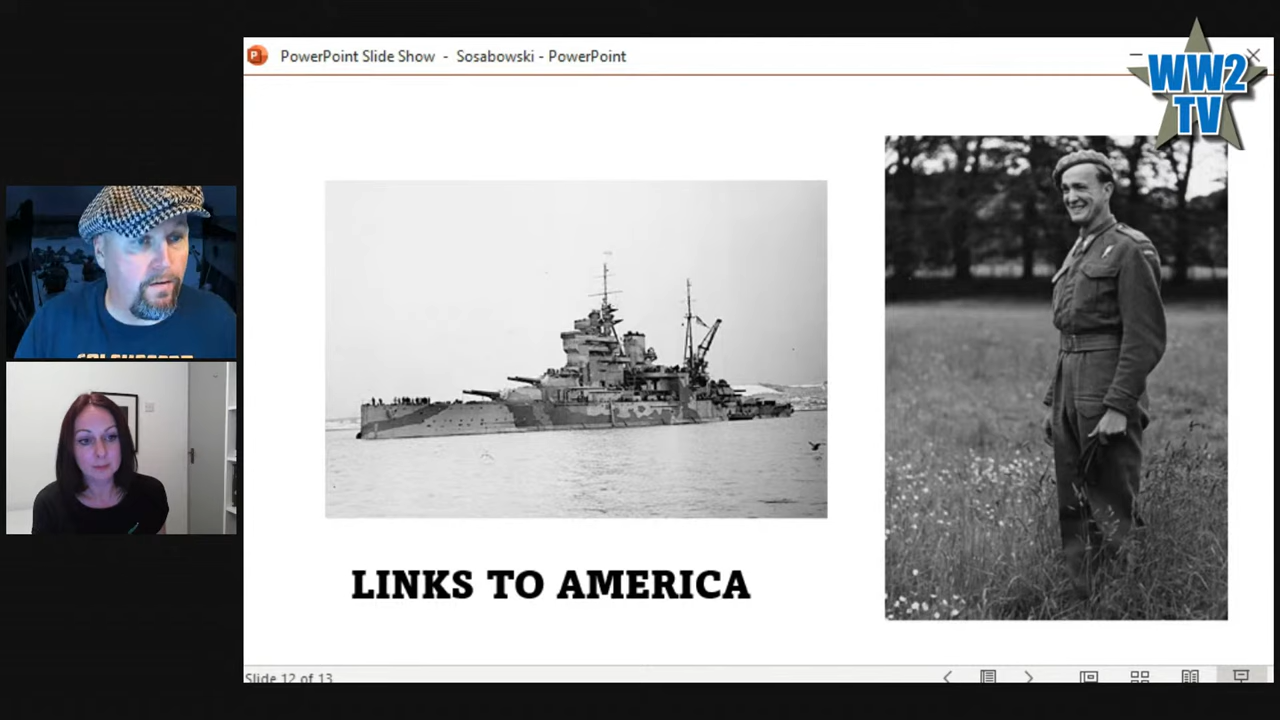 PowerPoint Slide Show - Sosabowski - PowerPoint
WW2
TV
LINKS TO AMERICA
Slide 12 of 13